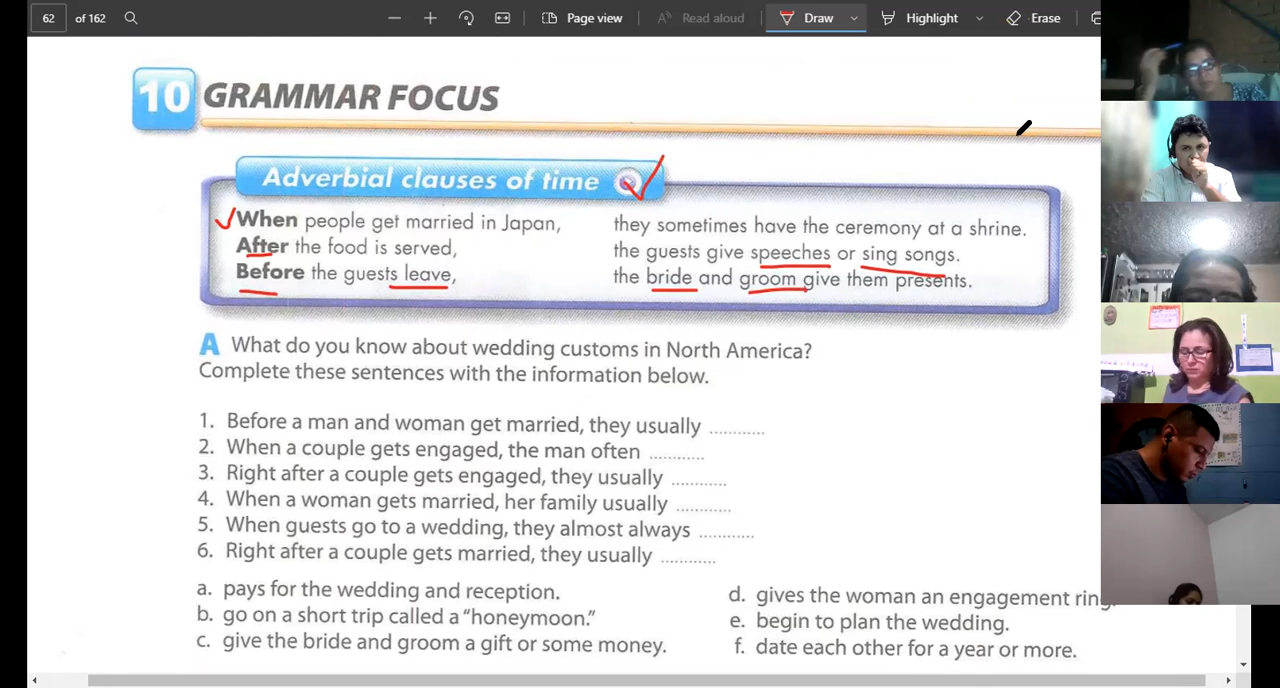 62 of 162 Page view Read aloud Draw Highlight Erase
10 GRAMMAR FOCUS
Adverbial clauses of time
When people get married in Japan, they sometimes have the ceremony at a shrine.
After the food is served, the guests give speeches or sing songs.
Before the guests leave, the bride and groom give them presents.
A What do you know about wedding customs in North America?
Complete these sentences with the information below.
1. Before a man and woman get married, they usually ............
2. When a couple gets engaged, the man often ............
3. Right after a couple gets engaged, they usually ............
4. When a woman gets married, her family usually ............
5. When guests go to a wedding, they almost always ............
6. Right after a couple gets married, they usually ............
a. pays for the wedding and reception.
b. go on a short trip called a “honeymoon.”
c. give the bride and groom a gift or some money.
d. gives the woman an engagement ring.
e. begin to plan the wedding.
f. date each other for a year or more.